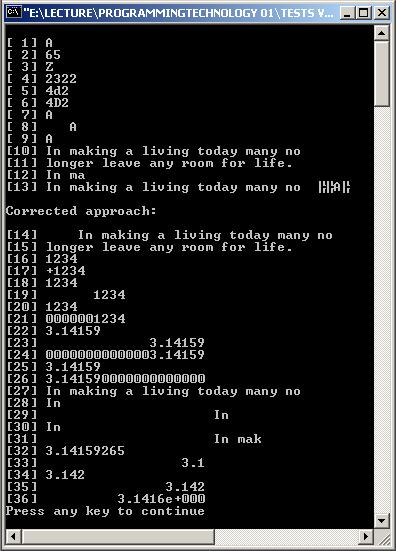 "E:\LECTURE\PROGRAMMINGTECHNOLOGY 01\TESTS V...
[ 1] A
[ 2] 65
[ 3] Z
[ 4] 2322
[ 5] 4d2
[ 6] 4D2
[ 7] A
[ 8]    A
[ 9] A
[10] In making a living today many no
[11] longer leave any room for life.
[12] In ma
[13] In making a living today many no
Corrected approach:
[14]     In making a living today many no
[15] longer leave any room for life.
[16] 1234
[17] +1234
[18] 1234
[19]       1234
[20] 1234
[21] 0000001234
[22] 3.14159
[23]              3.14159
[24] 00000000000003.14159
[25] 3.14159
[26] 3.14159000000000000
[27] In making a living today many no
[28] In
[29]                       In
[30] In
[31]                       In mak
[32] 3.14159265
[33]                  3.1
[34] 3.142
[35]                3.142
[36]          3.1416e+000
Press any key to continue